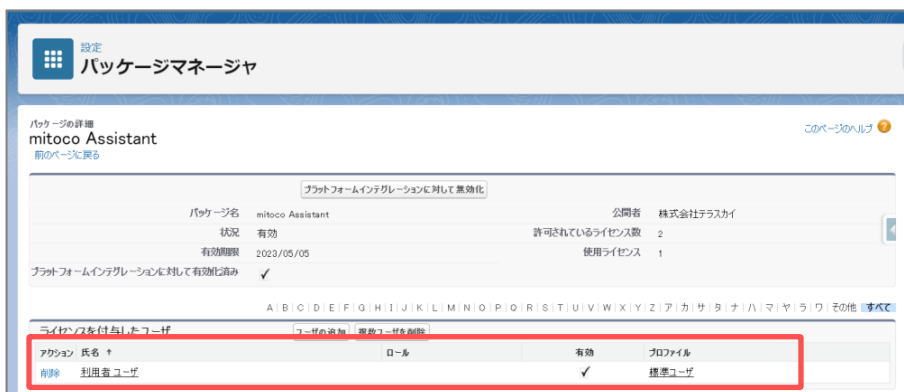 設定
パッケージマネージャ
パッケージの詳細
mitoco Assistant
このページのヘルプ
前のページに戻る
プラットフォームインテグレーションに対して無効化
パッケージ名 mitoco Assistant 公開者 株式会社テラスカイ
状況 有効 許可されているライセンス数 2
有効期限 2023/05/05 使用ライセンス 1
プラットフォームインテグレーションに対して有効化済み ✓
A | B | C | D | E | F | G | H | I | J | K | L | M | N | O | P | Q | R | S | T | U | V | W | X | Y | Z | ア | カ | サ | タ | ナ | ハ | マ | ヤ | ラ | ワ | その他 すべて
ライセンスを付与したユーザ ユーザの追加 複数ユーザを削除
アクション 氏名 ↑ ロール 有効 プロファイル
削除 利用者 ユーザ ✓ 標準ユーザ